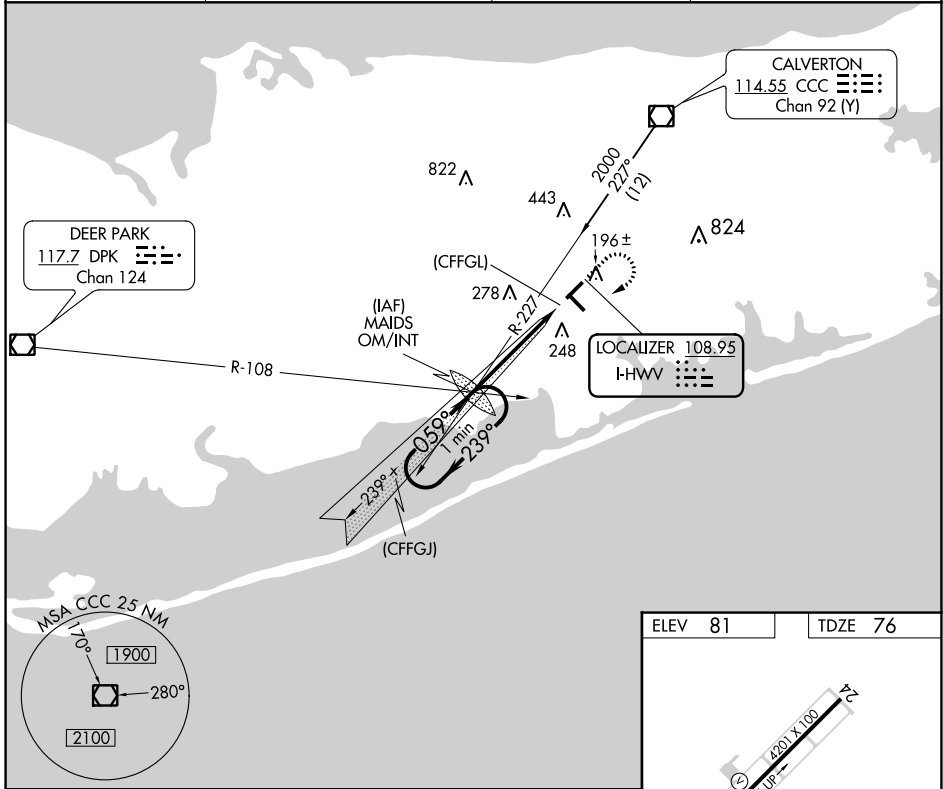 CALVERTON
114.55 CCC
Chan 92 (Y)
822
2000
227°
(12)
443
824
DEER PARK
117.7 DPK
Chan 124
196 ±
(CFFGL)
278
R-227
(IAF)
MAIDS
OM/INT
248
LOCALIZER 108.95
I-HWV
R-108
059°
1 min
239°
239°
(CFFGJ)
MSA CCC 25 NM
170°
1900
280°
2100
ELEV 81
TDZE 76
24
4201 X 100
V
UP